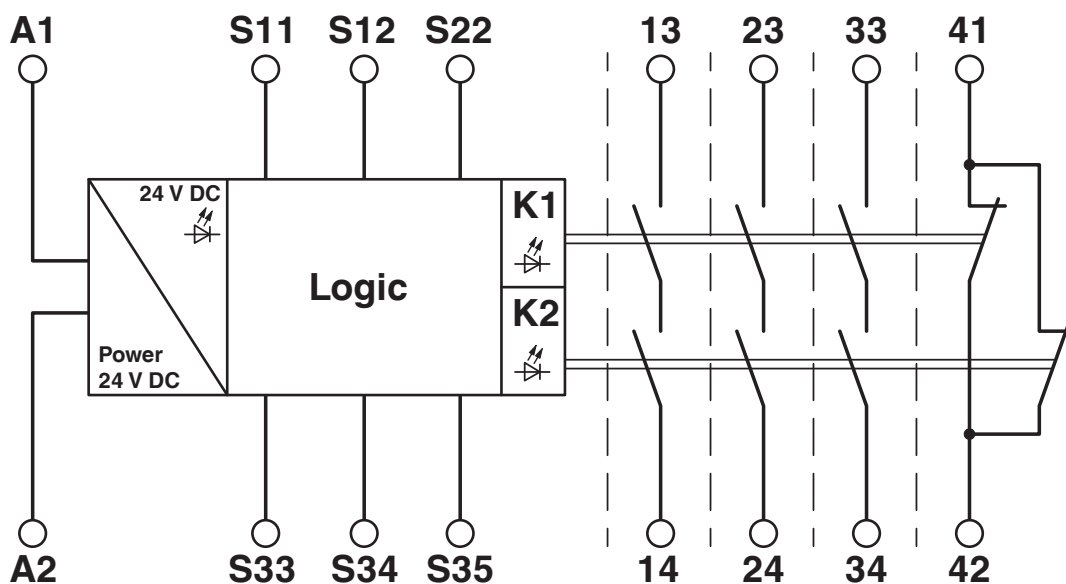 A1 S11 S12 S22 13 23 33 41
24 V DC
K1
Logic
K2
Power
24 V DC
A2 S33 S34 S35 14 24 34 42